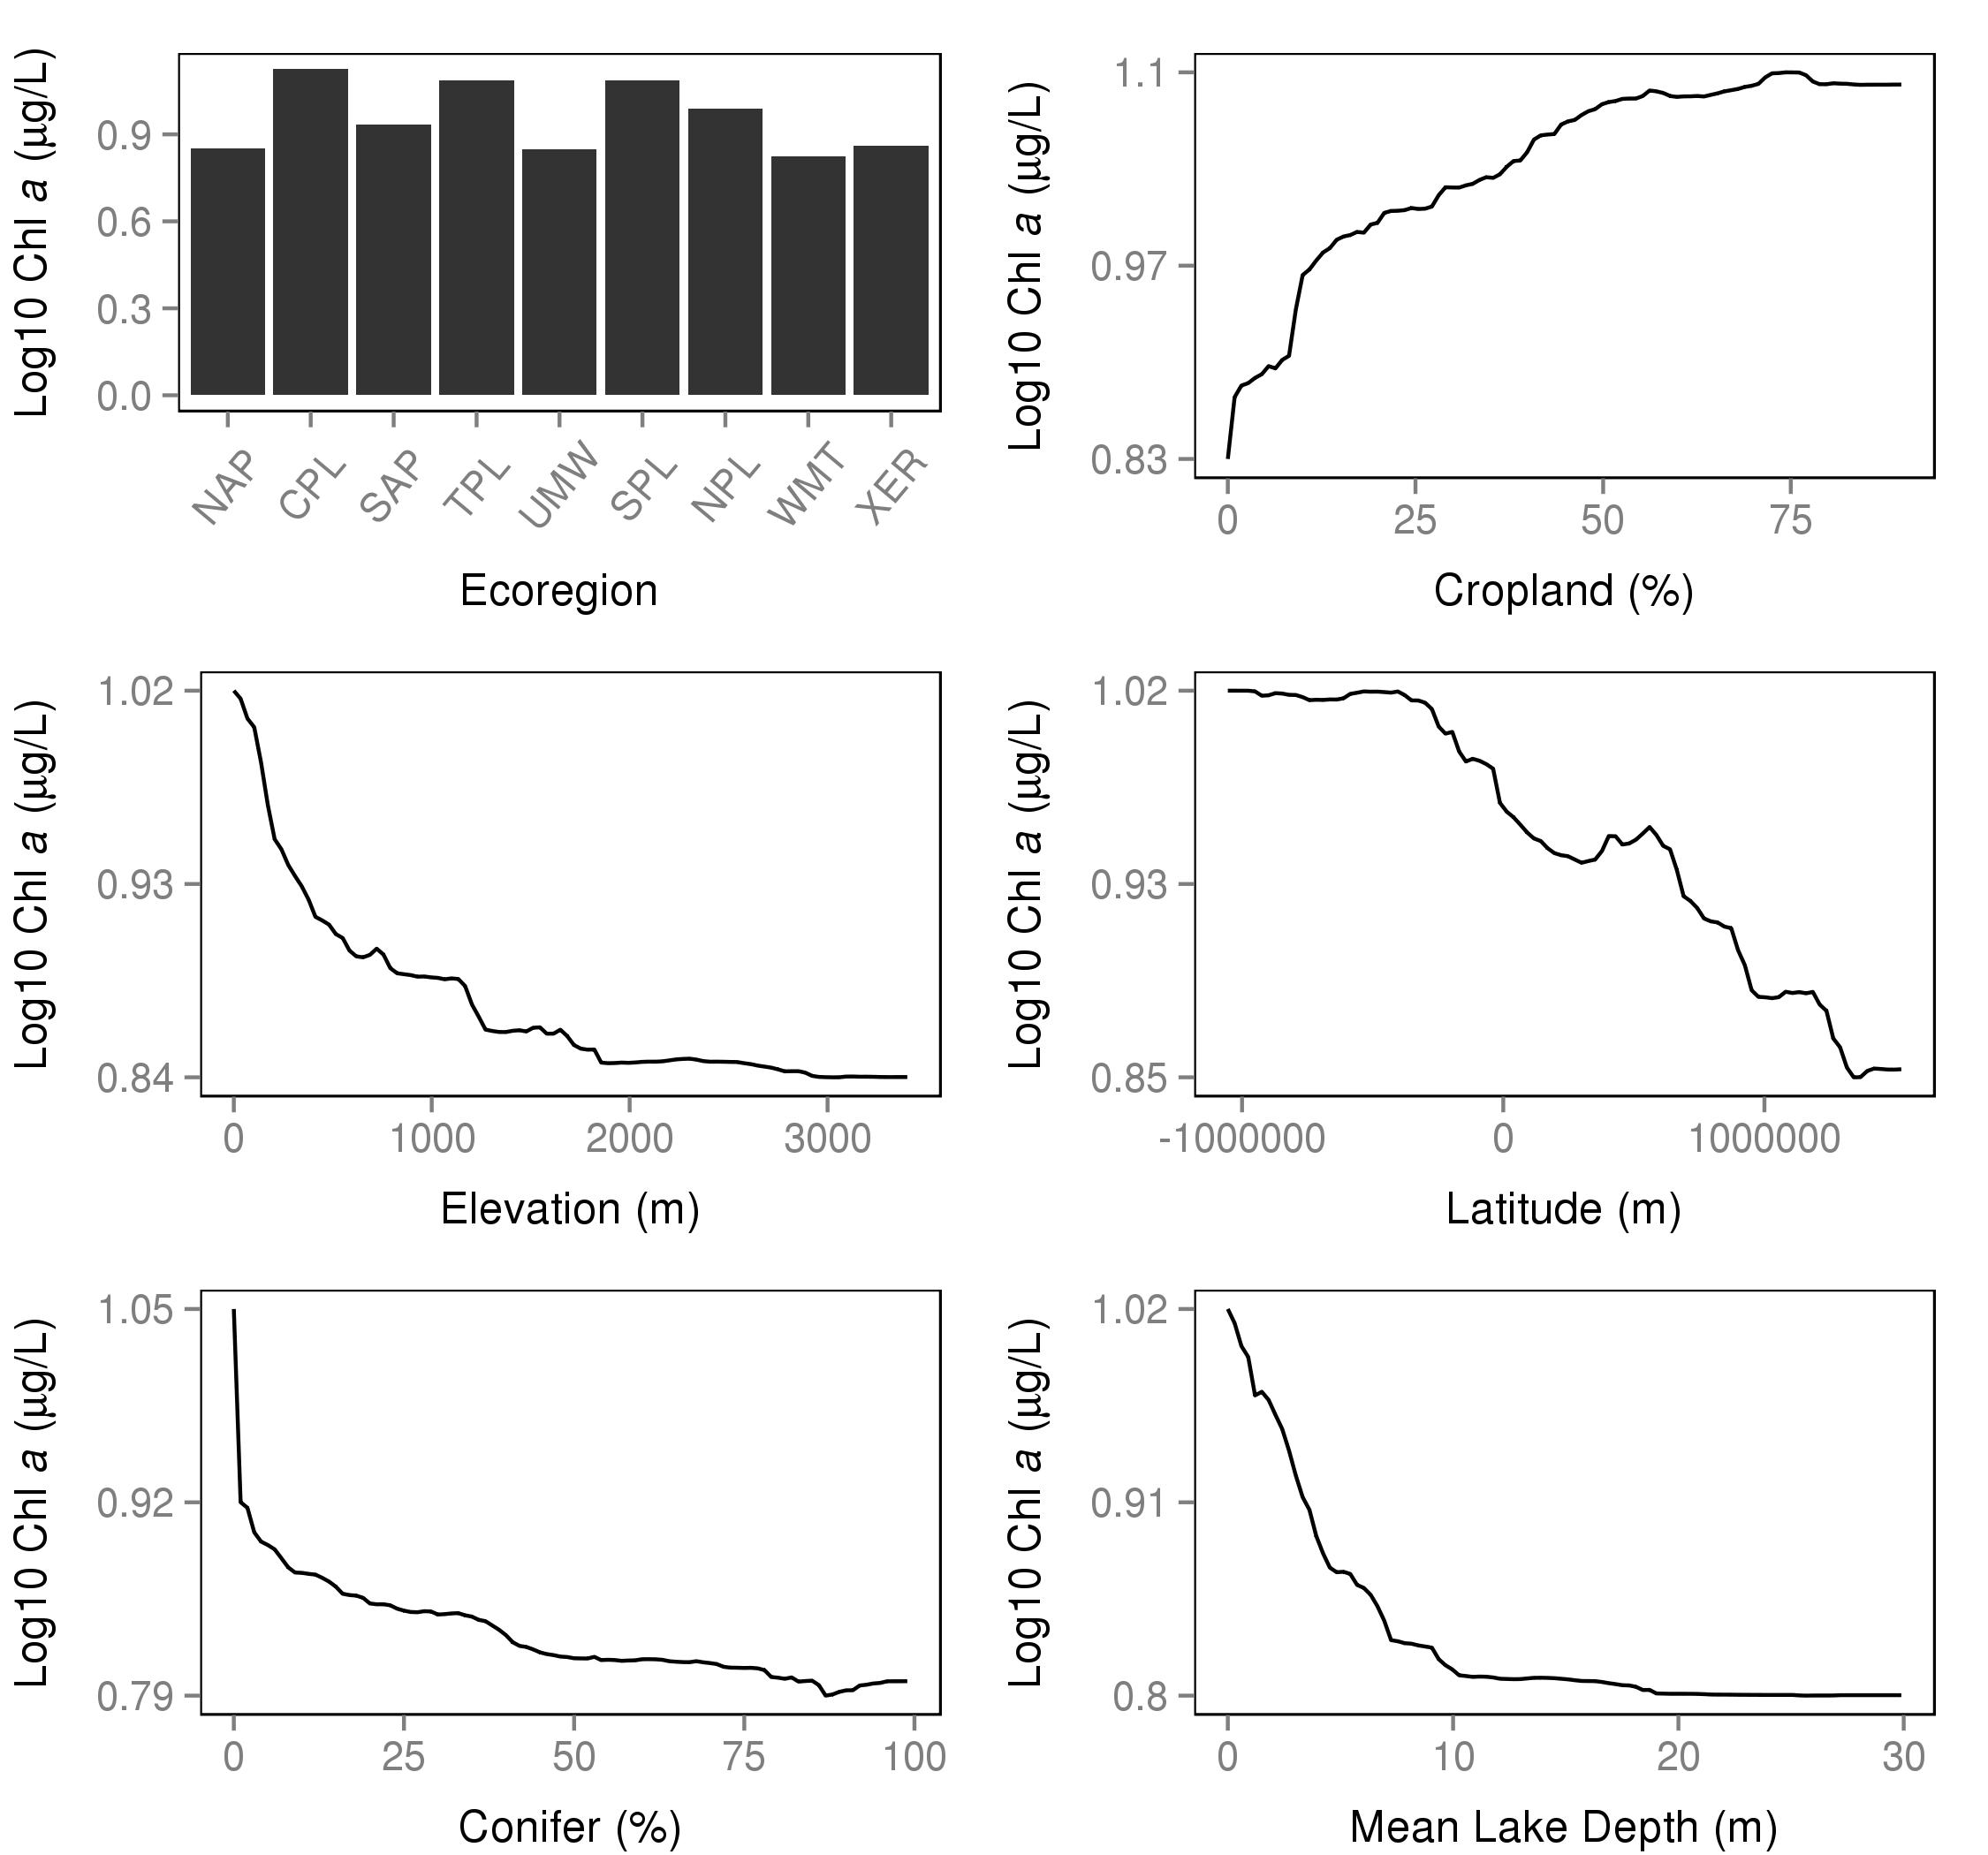 Log10 Chl a (µg/L)
0.9
0.6
0.3
0.0
NAP
CPL
SAP
TPL
UMW
SPL
NPL
WMT
XER
Ecoregion
Log10 Chl a (µg/L)
1.1
0.97
0.83
0
25
50
75
Cropland (%)
Log10 Chl a (µg/L)
1.02
0.93
0.84
0
1000
2000
3000
Elevation (m)
Log10 Chl a (µg/L)
1.02
0.93
0.85
-1000000
0
1000000
Latitude (m)
Log10 Chl a (µg/L)
1.05
0.92
0.79
0
25
50
75
100
Conifer (%)
Log10 Chl a (µg/L)
1.02
0.91
0.8
0
10
20
30
Mean Lake Depth (m)